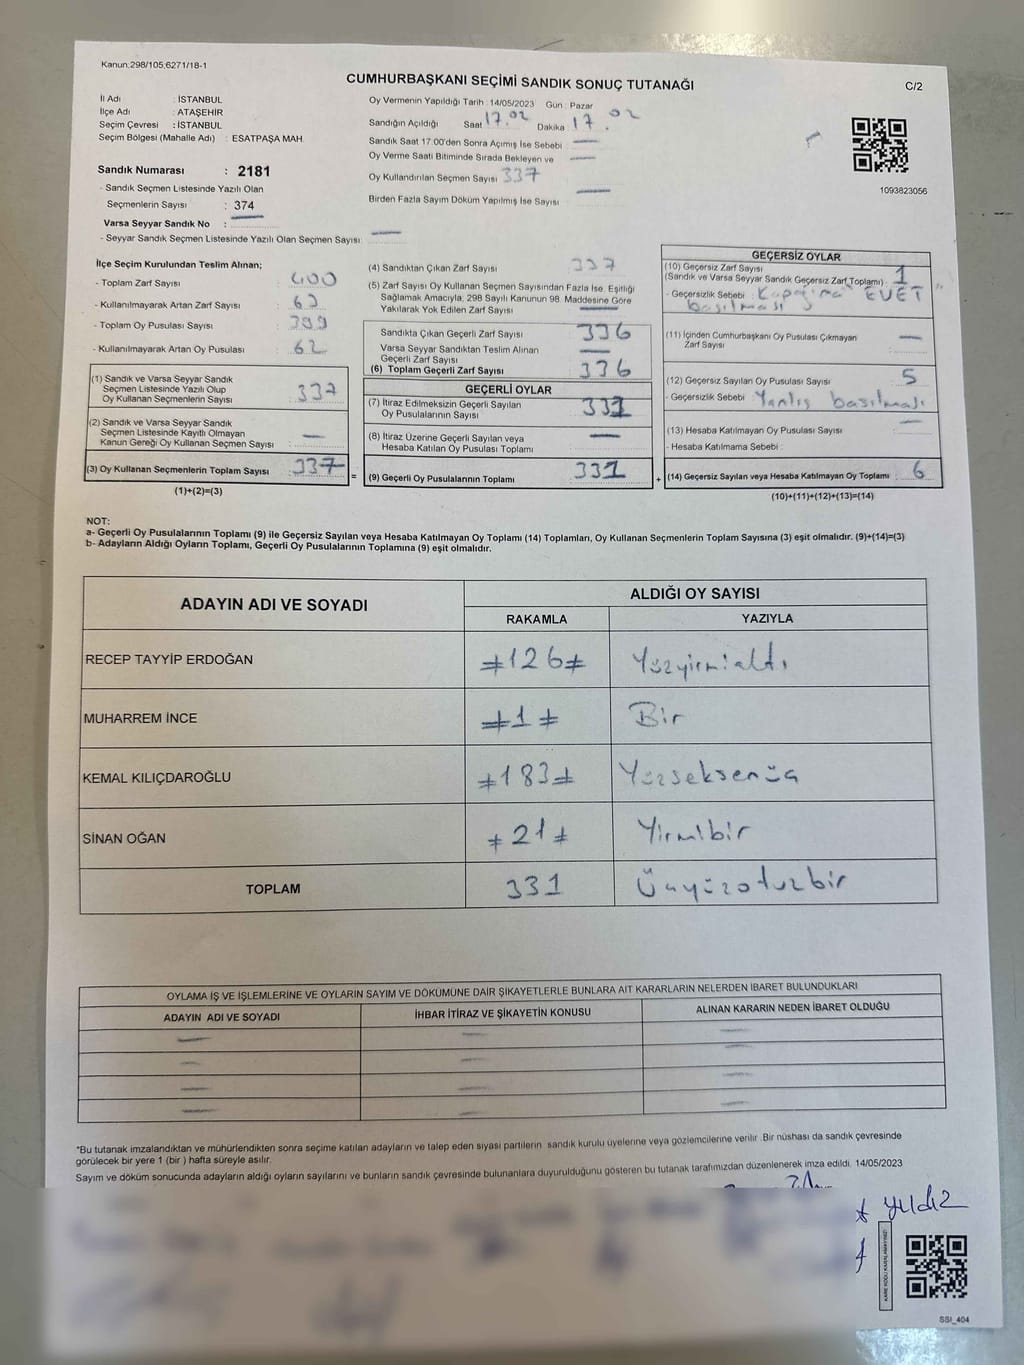 Kanun.298/105,6271/18-1
CUMHURBAŞKANI SEÇİMİ SANDIK SONUÇ TUTANAĞI
C/2
İl Adı : İSTANBUL
İlçe Adı : ATAŞEHİR
Seçim Çevresi : İSTANBUL
Seçim Bölgesi (Mahalle Adı) : ESATPAŞA MAH.
Oy Vermenin Yapıldığı Tarih : 14/05/2023 Gün : Pazar
Sandığın Açıldığı Saat 17.02 Dakika : 17.02
Sandık Saat 17:00'den Sonra Açımış İse Sebebi —
Oy Verme Saati Bitiminde Sırada Bekleyen ve —
Oy Kullandırılan Seçmen Sayısı 337
Birden Fazla Sayım Döküm Yapılmış İse Sayısı —
1093823056
Sandık Numarası : 2181
- Sandık Seçmen Listesinde Yazılı Olan
Seçmenlerin Sayısı : 374
Varsa Seyyar Sandık No : —
- Seyyar Sandık Seçmen Listesinde Yazılı Olan Seçmen Sayısı: —
İlçe Seçim Kurulundan Teslim Alınan;
- Toplam Zarf Sayısı : 400
- Kullanılmayarak Artan Zarf Sayısı : 63
- Toplam Oy Pusulası Sayısı : 399
- Kullanılmayarak Artan Oy Pusulası : 62
(1) Sandık ve Varsa Seyyar Sandık
Seçmen Listesinde Yazılı Olup
Oy Kullanan Seçmenlerin Sayısı : 337
(2) Sandık ve Varsa Seyyar Sandık
Seçmen Listesinde Kayıtlı Olmayan
Kanun Gereği Oy Kullanan Seçmen Sayısı : —
(3) Oy Kullanan Seçmenlerin Toplam Sayısı : 337
(1)+(2)=(3)
=
(4) Sandıktan Çıkan Zarf Sayısı 337
(5) Zarf Sayısı Oy Kullanan Seçmen Sayısından Fazla İse, Eşitliği
Sağlamak Amacıyla, 298 Sayılı Kanunun 98. Maddesine Göre
Yakılarak Yok Edilen Zarf Sayısı : —
Sandıkta Çıkan Geçerli Zarf Sayısı 336
Varsa Seyyar Sandıktan Teslim Alınan
Geçerli Zarf Sayısı —
(6) Toplam Geçerli Zarf Sayısı 336
GEÇERLİ OYLAR
(7) İtiraz Edilmeksizin Geçerli Sayılan
Oy Pusulalarının Sayısı 331
(8) İtiraz Üzerine Geçerli Sayılan veya
Hesaba Katılan Oy Pusulası Toplamı —
(9) Geçerli Oy Pusulalarının Toplamı : 331
+
GEÇERSİZ OYLAR
(10) Geçersiz Zarf Sayısı
(Sandık ve Varsa Seyyar Sandık Geçersiz Zarf Toplamı) : 1
- Geçersizlik Sebebi : Kapağına EVET
basılması
(11) İçinden Cumhurbaşkanı Oy Pusulası Çıkmayan
Zarf Sayısı —
(12) Geçersiz Sayılan Oy Pusulası Sayısı 5
- Geçersizlik Sebebi Yanlış basılmalı
(13) Hesaba Katılmayan Oy Pusulası Sayısı —
- Hesaba Katılmama Sebebi :
(14) Geçersiz Sayılan veya Hesaba Katılmayan Oy Toplamı : 6
(10)+(11)+(12)+(13)=(14)
NOT:
a- Geçerli Oy Pusulalarının Toplamı (9) ile Geçersiz Sayılan veya Hesaba Katılmayan Oy Toplamı (14) Toplamları, Oy Kullanan Seçmenlerin Toplam Sayısına (3) eşit olmalıdır. (9)+(14)=(3)
b- Adayların Aldığı Oyların Toplamı, Geçerli Oy Pusulalarının Toplamına (9) eşit olmalıdır.
ADAYIN ADI VE SOYADI
ALDIĞI OY SAYISI
RAKAMLA YAZIYLA
RECEP TAYYİP ERDOĞAN ≠126≠ Yüzyirmialtı
MUHARREM İNCE ≠1≠ Bir
KEMAL KILIÇDAROĞLU ≠183≠ Yüzseksenüç
SİNAN OĞAN ≠21≠ Yirmibir
TOPLAM 331 Üçyüzotuzbir
OYLAMA İŞ VE İŞLEMLERİNE VE OYLARIN SAYIM VE DÖKÜMÜNE DAİR ŞİKAYETLERLE BUNLARA AİT KARARLARIN NELERDEN İBARET BULUNDUKLARI
ADAYIN ADI VE SOYADI İHBAR İTİRAZ VE ŞİKAYETİN KONUSU ALINAN KARARIN NEDEN İBARET OLDUĞU
— — —
— — —
— — —
— — —
*Bu tutanak imzalandıktan ve mühürlendikten sonra seçime katılan adayların ve talep eden siyasi partilerin sandık kurulu üyelerine veya gözlemcilerine verilir .Bir nüshası da sandık çevresinde
görülecek bir yere 1 (bir ) hafta süreyle asılır.
Sayım ve döküm sonucunda adayların aldığı oyların sayılarını ve bunların sandık çevresinde bulunanlara duyurulduğunu gösteren bu tutanak tarafımızdan düzenlenerek imza edildi. 14/05/2023
yıldız
SSI_404